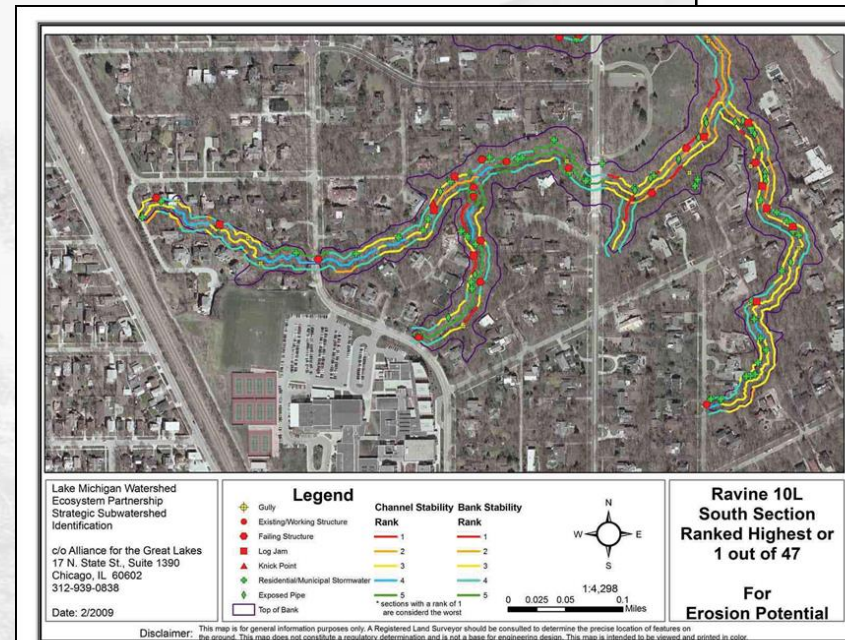 Lake Michigan Watershed
Ecosystem Partnership
Strategic Subwatershed
Identification
c/o Alliance for the Great Lakes
17 N. State St., Suite 1390
Chicago, IL 60602
312-939-0838
Date: 2/2009
Legend
Gully
Existing/Working Structure
Failing Structure
Log Jam
Knick Point
Residential/Municipal Stormwater
Exposed Pipe
Top of Bank
Channel Stability
Rank
1
2
3
4
5
Bank Stability
Rank
1
2
3
4
5
* sections with a rank of 1
are considerd the worst
N
W
E
S
1:4,298
0 0.025 0.05 0.1
Miles
Ravine 10L
South Section
Ranked Highest or
1 out of 47
For
Erosion Potential
Disclaimer: This map is for general information purposes only. A Registered Land Surveyor should be consulted to determine the precise location of features on
the ground. This map does not constitute a regulatory determination and is not a base for engineering design. This map is intended to be viewed and printed in color.